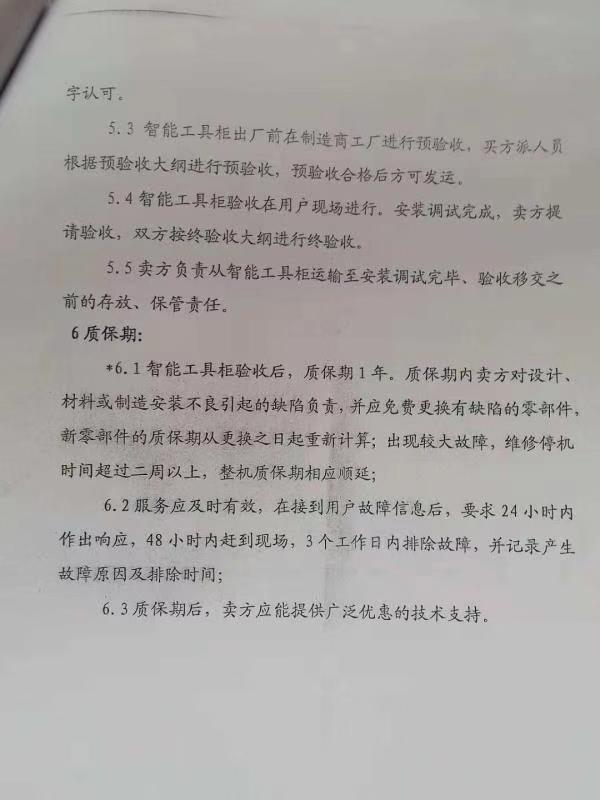 字认可。
5.3 智能工具柜出厂前在制造商工厂进行预验收，买方派人员
根据预验收大纲进行预验收，预验收合格后方可发运。
5.4 智能工具柜验收在用户现场进行。安装调试完成，卖方提
请验收，双方按终验收大纲进行终验收。
5.5 卖方负责从智能工具柜运输至安装调试完毕、验收移交之
前的存放、保管责任。
6 质保期：
*6.1 智能工具柜验收后，质保期 1 年。质保期内卖方对设计、
材料或制造安装不良引起的缺陷负责，并应免费更换有缺陷的零部件，
新零部件的质保期从更换之日起重新计算；出现较大故障，维修停机
时间超过二周以上，整机质保期相应顺延；
6.2 服务应及时有效，在接到用户故障信息后，要求 24 小时内
作出响应，48 小时内赶到现场，3 个工作日内排除故障，并记录产生
故障原因及排除时间；
6.3 质保期后，卖方应能提供广泛优惠的技术支持。